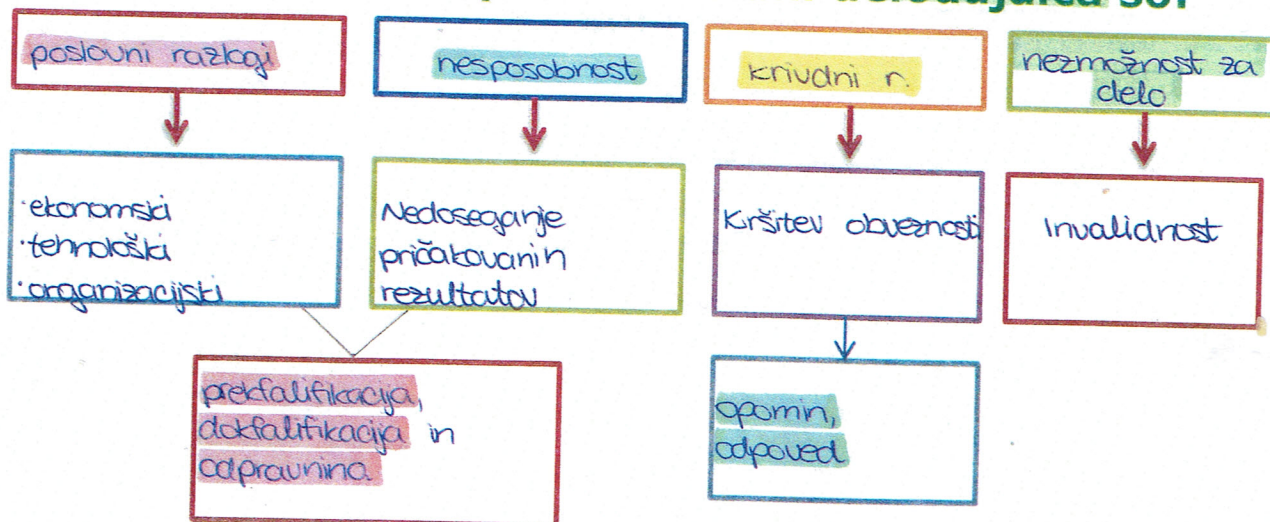 poslovni razlogi
nesposobnost
krivdni r.
nezmožnost za
delo
·ekonomski
·tehnološki
·organizacijski
Nedoseganje
pričakovanih
rezultatov
Kršitev obveznosti
Invalidnost
prekfalifikacija,
dokfalifikacija in
odpravnina
opomin,
odpoved